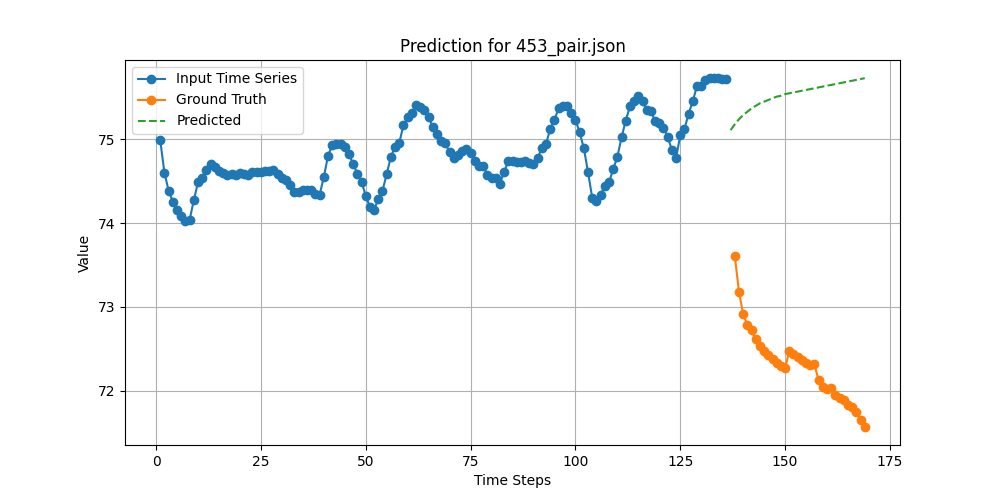 Prediction for 453_pair.json
Input Time Series
Ground Truth
Predicted
75
74
73
72
Value
0 25 50 75 100 125 150 175
Time Steps